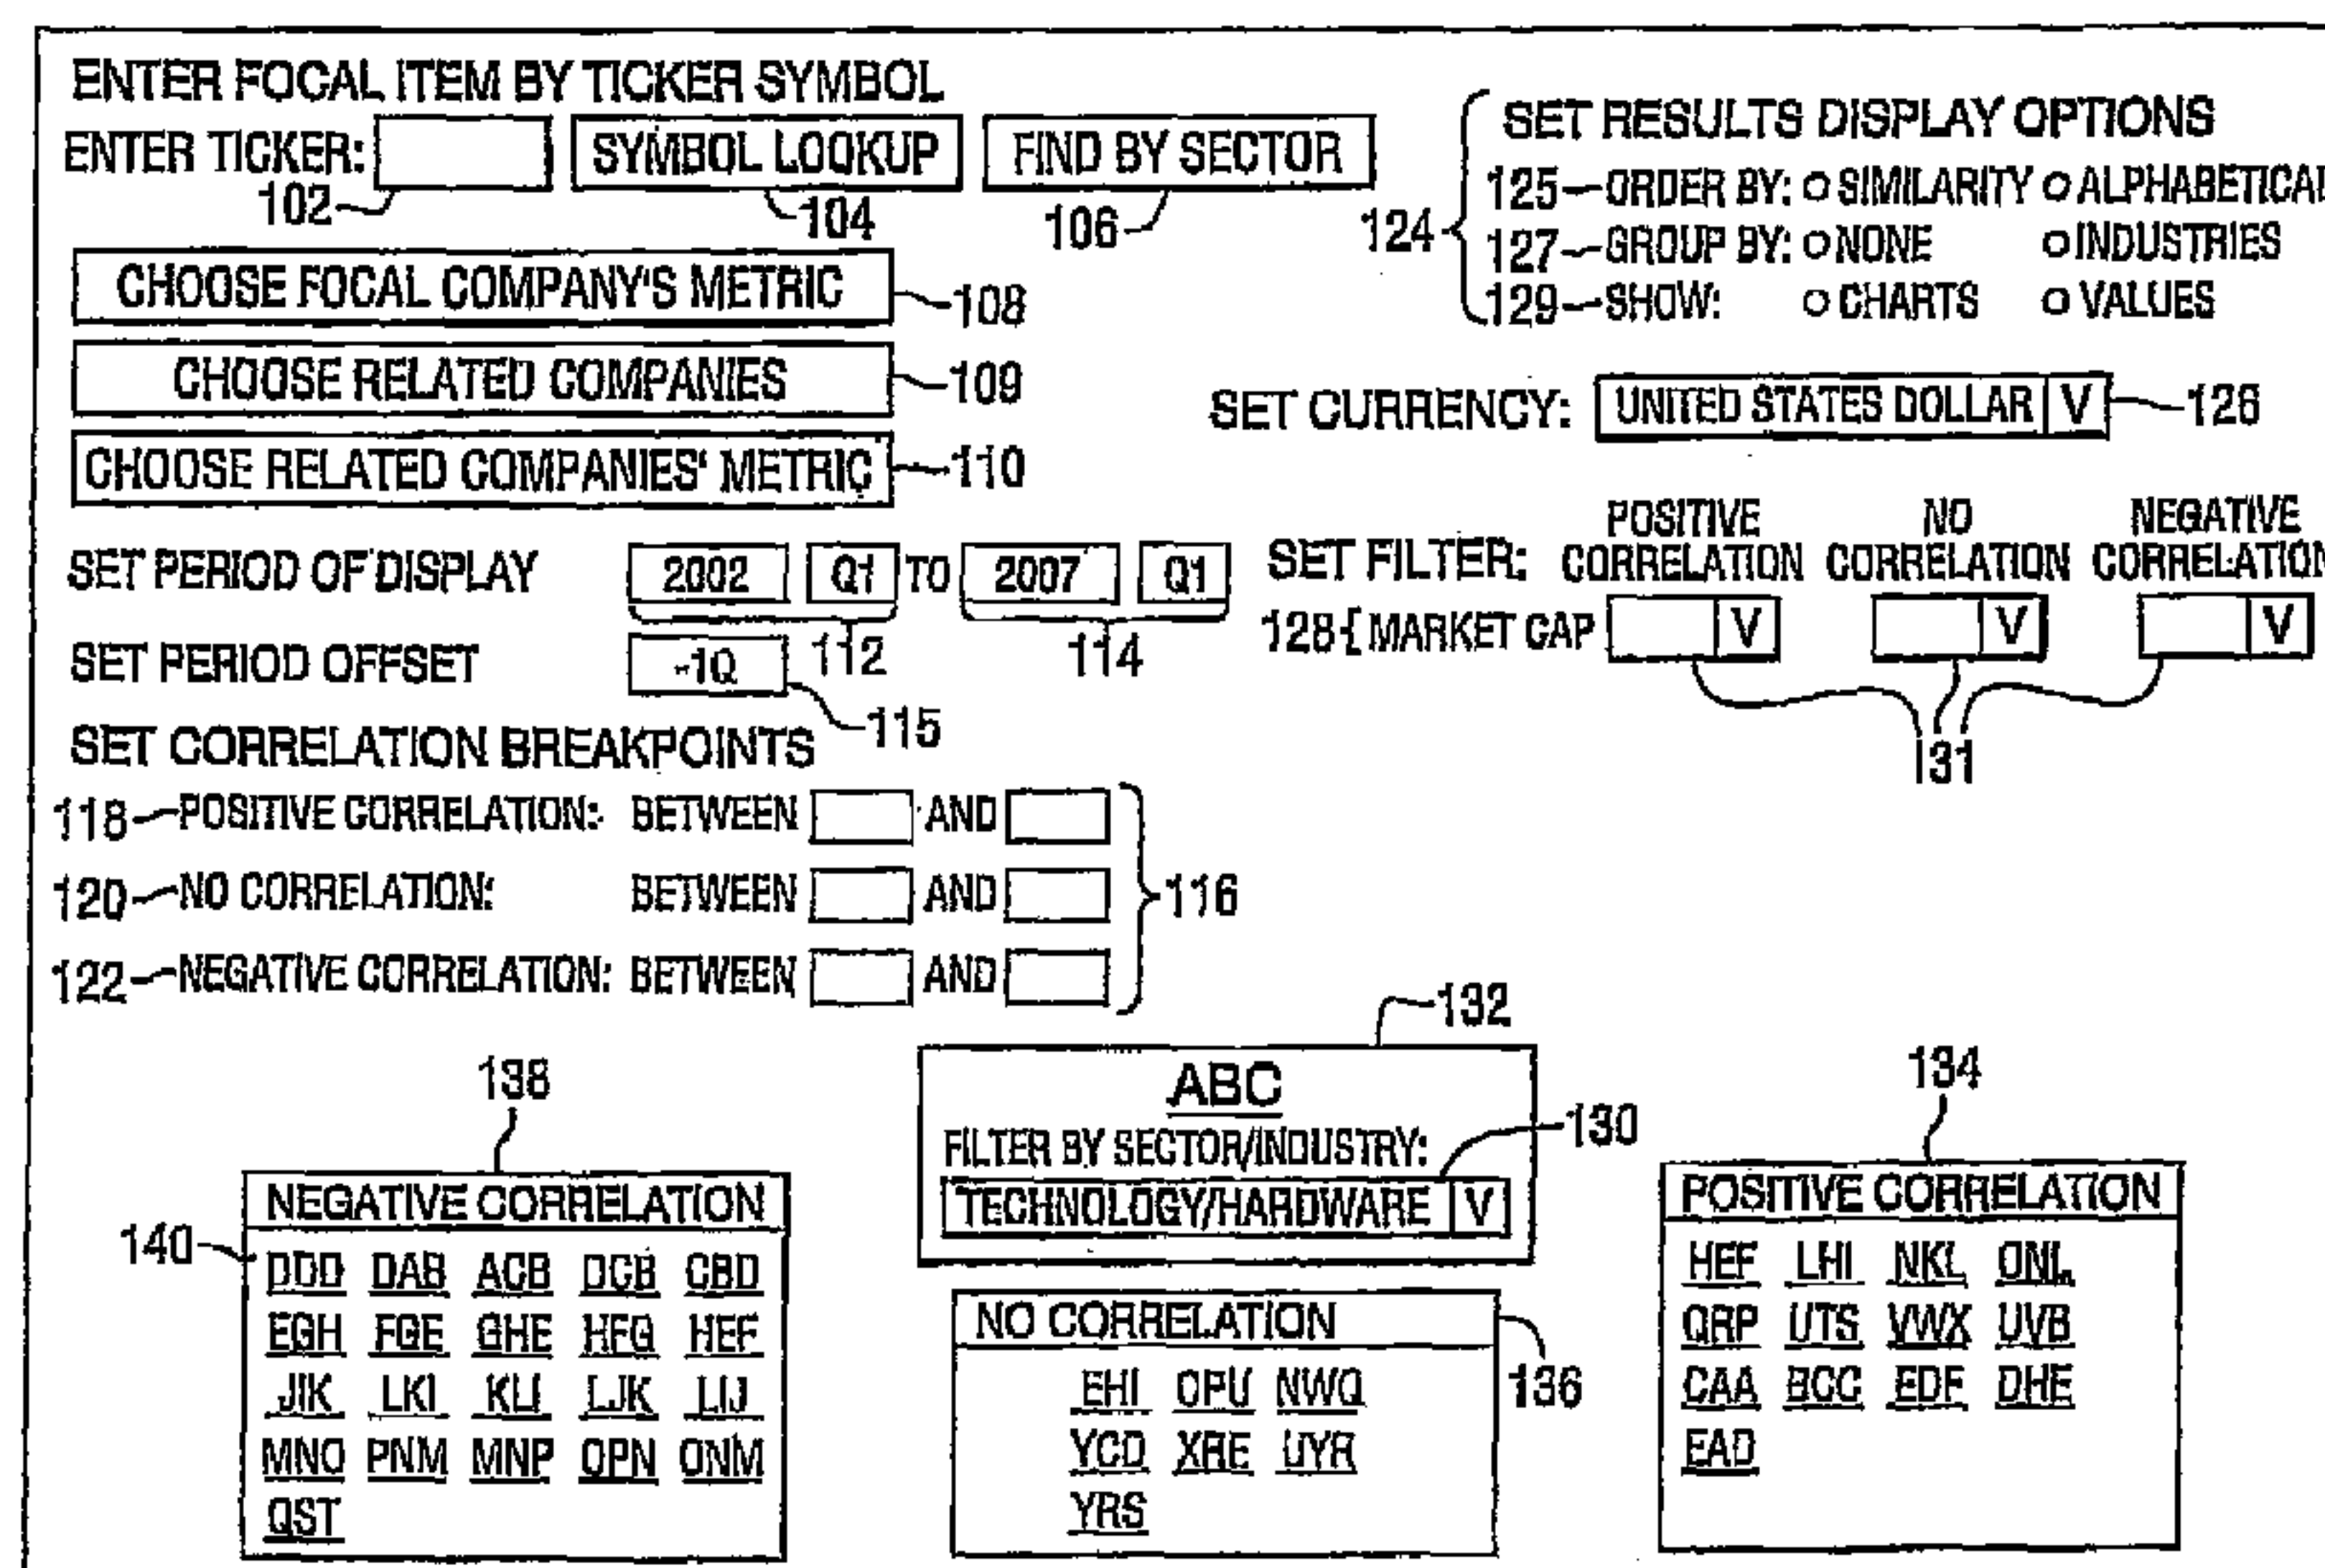 ENTER FOCAL ITEM BY TICKER SYMBOL
ENTER TICKER: SYMBOL LOOKUP FIND BY SECTOR
102 104 106
CHOOSE FOCAL COMPANY'S METRIC 108
CHOOSE RELATED COMPANIES 109
CHOOSE RELATED COMPANIES' METRIC 110
124 SET RESULTS DISPLAY OPTIONS
125 ORDER BY: SIMILARITY ALPHABETICAL
127 GROUP BY: NONE INDUSTRIES
129 SHOW: CHARTS VALUES
SET CURRENCY: UNITED STATES DOLLAR V 126
SET PERIOD OF DISPLAY 2002 Q1 TO 2007 Q1
112 114
SET PERIOD OFFSET -1Q
115
POSITIVE NO NEGATIVE
SET FILTER: CORRELATION CORRELATION CORRELATION
128 MARKET CAP V V V
131
SET CORRELATION BREAKPOINTS
118 POSITIVE CORRELATION: BETWEEN AND
120 NO CORRELATION: BETWEEN AND 116
122 NEGATIVE CORRELATION: BETWEEN AND
138
NEGATIVE CORRELATION
140 DDD DAB ACB DCB CBD
EGH FGE GHE HFG HEF
JIK LKI KLI LJK LIJ
MNO PNM MNP OPN ONM
QST
132
ABC
FILTER BY SECTOR/INDUSTRY: 130
TECHNOLOGY/HARDWARE V
NO CORRELATION
136
EHI OPU NWQ
YCD XRE UYR
YRS
134
POSITIVE CORRELATION
HEF LHI NKL ONL
QRP UTS VWX UVB
CAA BCC EDF DHE
EAD